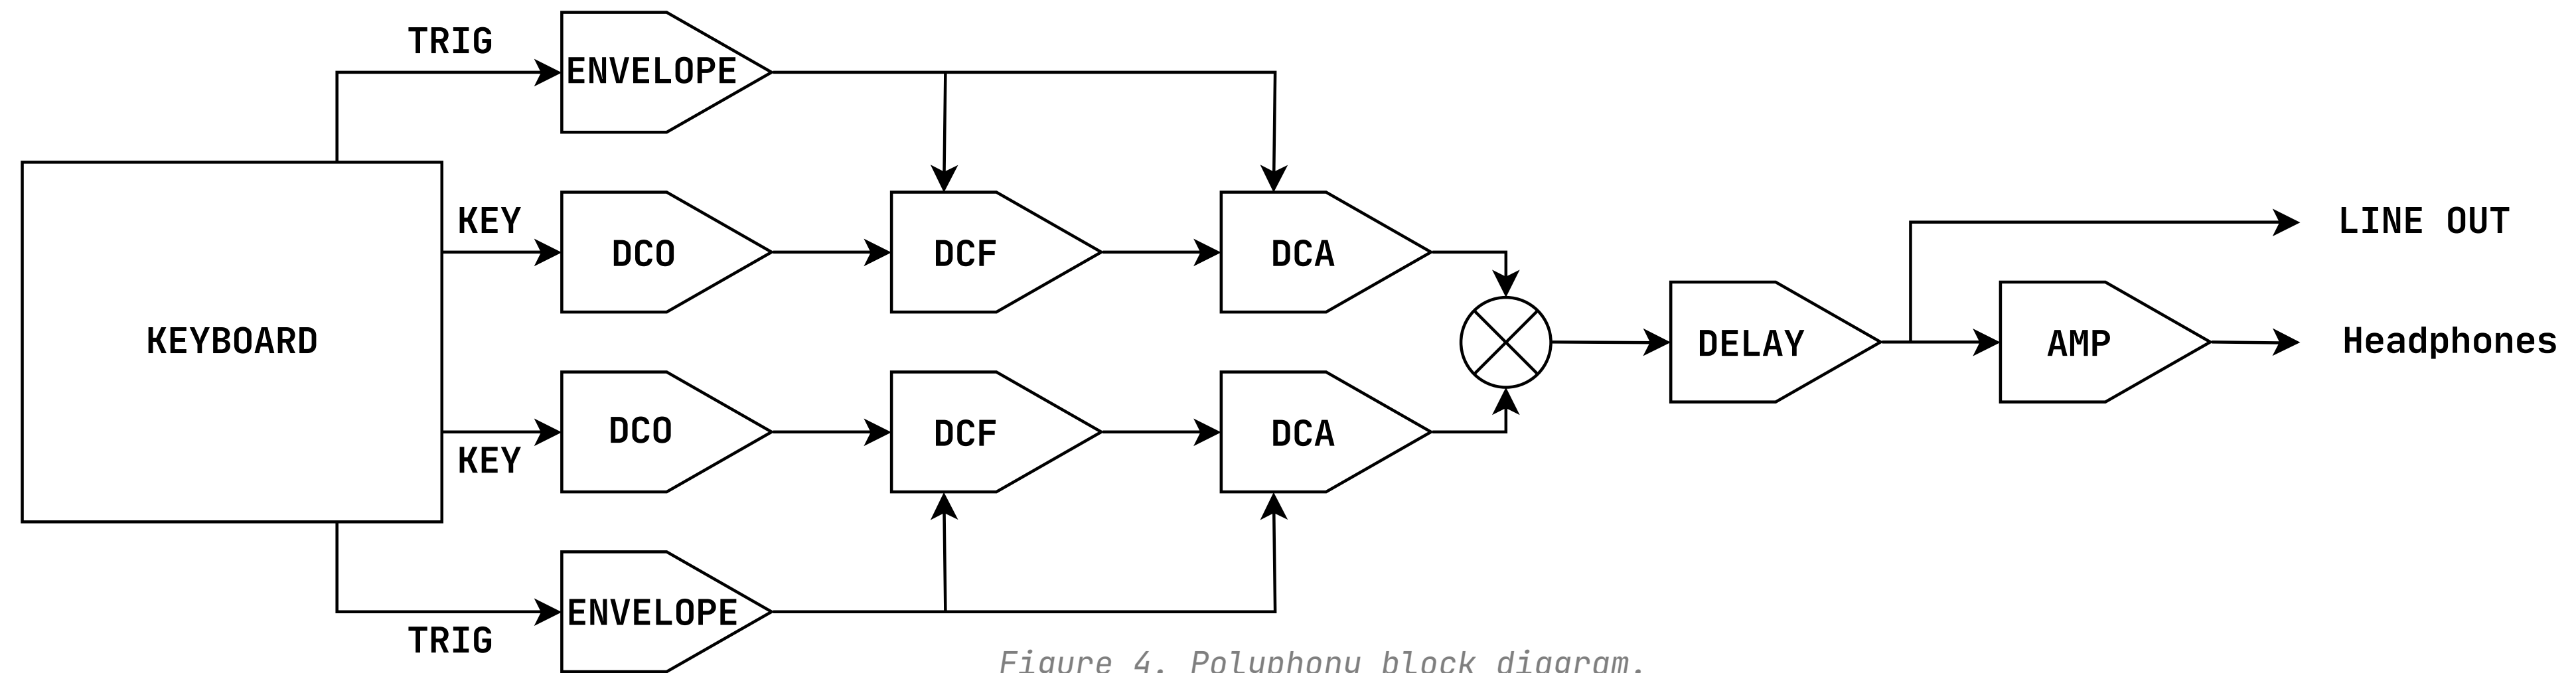 TRIG
ENVELOPE
KEY
DCO
DCF
DCA
LINE OUT
KEYBOARD
DELAY
AMP
Headphones
KEY
DCO
DCF
DCA
TRIG
ENVELOPE
Figure 4. Polyphony block diagram.